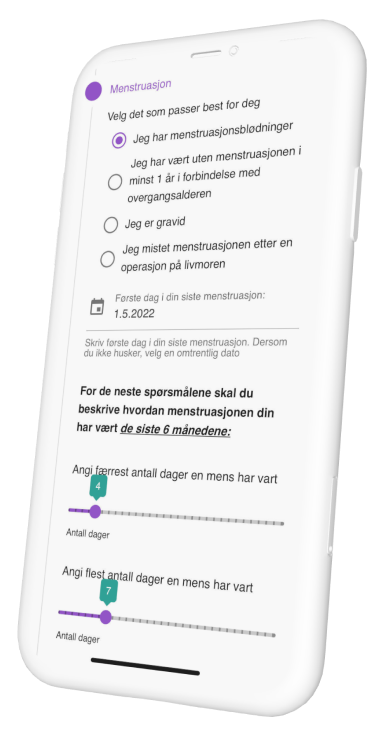 Menstruasjon
Velg det som passer best for deg
Jeg har menstruasjonsblødninger
Jeg har vært uten menstruasjonen i
minst 1 år i forbindelse med
overgangsalderen
Jeg er gravid
Jeg mistet menstruasjonen etter en
operasjon på livmoren
Første dag i din siste menstruasjon:
1.5.2022
Skriv første dag i din siste menstruasjon. Dersom
du ikke husker, velg en omtrentlig dato
For de neste spørsmålene skal du
beskrive hvordan menstruasjonen din
har vært de siste 6 månedene:
Angi færrest antall dager en mens har vart
4
Antall dager
Angi flest antall dager en mens har vart
7
Antall dager